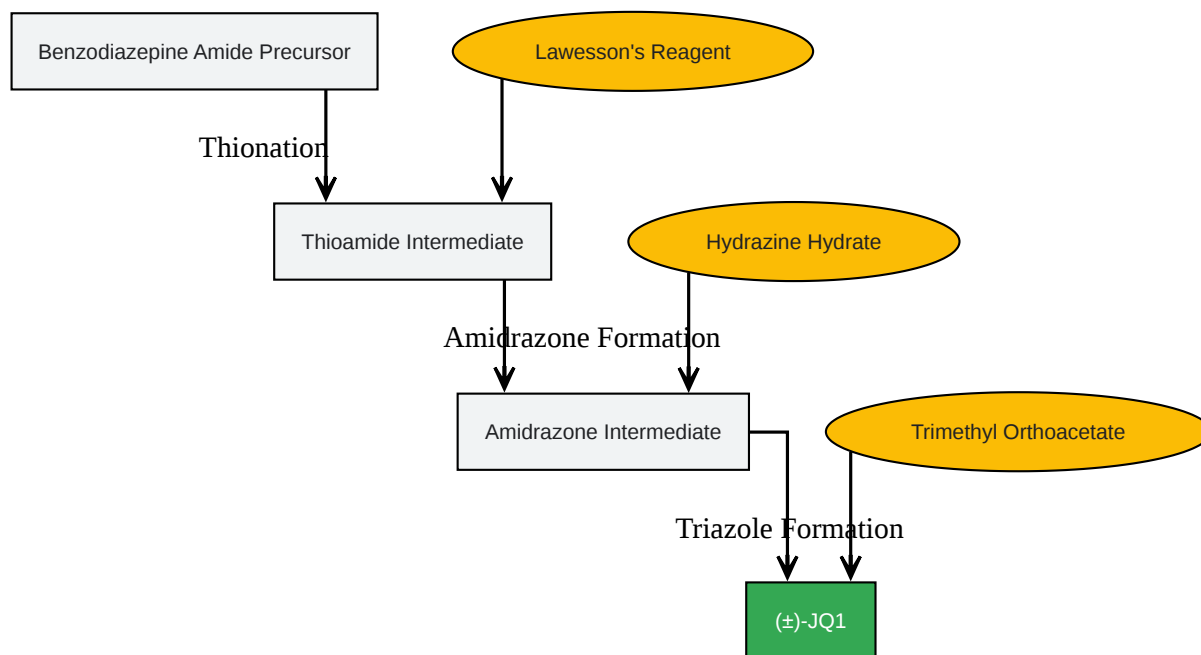 Benzodiazepine Amide Precursor
Lawesson's Reagent
Thionation
Thioamide Intermediate
Hydrazine Hydrate
Amidrazone Formation
Amidrazone Intermediate
Trimethyl Orthoacetate
Triazole Formation
(±)-JQ1